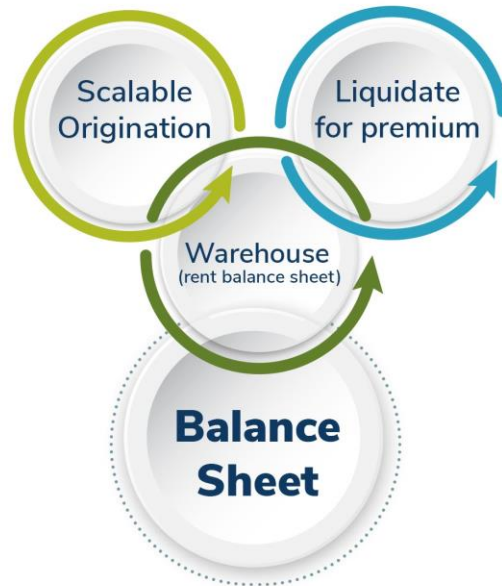 Scalable
Origination
Liquidate
for premium
Warehouse
(rent balance sheet)
Balance
Sheet